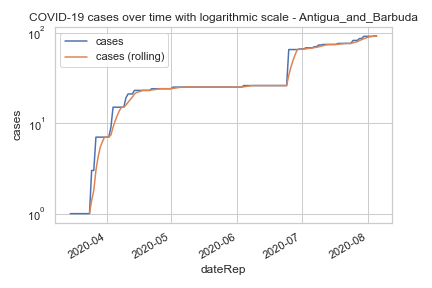 COVID-19 cases over time with logarithmic scale - Antigua_and_Barbuda
cases
cases (rolling)
10²
10¹
10⁰
cases
2020-04
2020-05
2020-06
2020-07
2020-08
dateRep